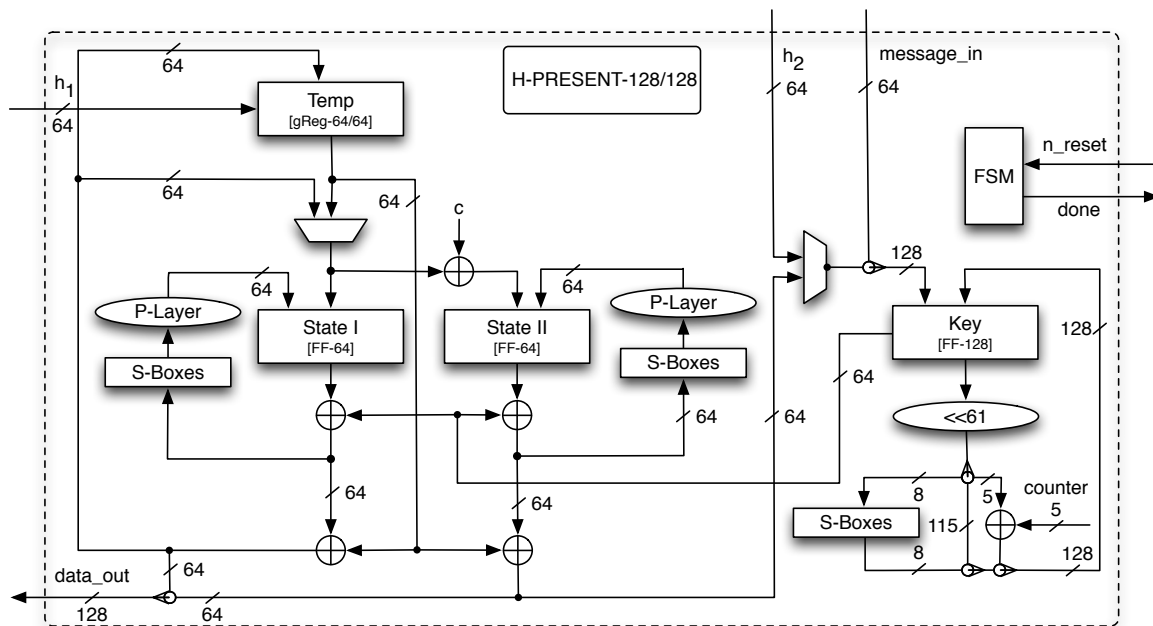 h2
message_in
64
H-PRESENT-128/128
64
64
h1
64
Temp
[gReg-64/64]
n_reset
FSM
done
64
64
c
128
64
P-Layer
64
P-Layer
State I
[FF-64]
State II
[FF-64]
Key
[FF-128]
128
S-Boxes
S-Boxes
64
64
64
<<61
64
64
8
5
counter
5
S-Boxes
115
8
128
data_out
64
128
64